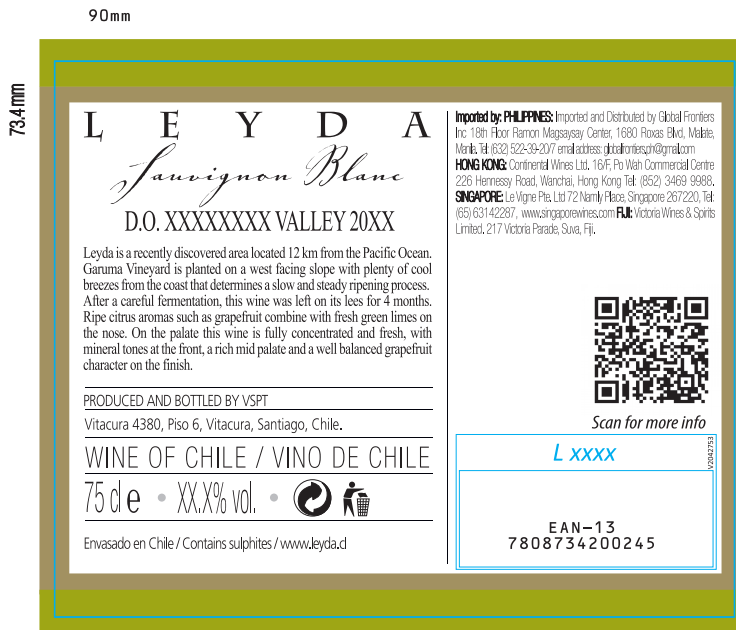 90mm
73.4mm
LEYDA
Sauvignon Blanc
D.O. XXXXXXXX VALLEY 20XX
Leyda is a recently discovered area located 12 km from the Pacific Ocean.
Garuma Vineyard is planted on a west facing slope with plenty of cool
breezes from the coast that determines a slow and steady ripening process.
After a careful fermentation, this wine was left on its lees for 4 months.
Ripe citrus aromas such as grapefruit combine with fresh green limes on
the nose. On the palate this wine is fully concentrated and fresh, with
mineral tones at the front, a rich mid palate and a well balanced grapefruit
character on the finish.
PRODUCED AND BOTTLED BY VSPT
Vitacura 4380, Piso 6, Vitacura, Santiago, Chile.
WINE OF CHILE / VINO DE CHILE
75 cl e • XX.X% vol. •
Envasado en Chile / Contains sulphites / www.leyda.cl
Imported by: PHILIPPINES: Imported and Distributed by Global Frontiers
Inc 18th Floor Ramon Magsaysay Center, 1680 Roxas Blvd, Malate,
Manila. Tel: (632) 522-39-20/7 email address: globalfrontiers.ph@gmail.com
HONG KONG: Continental Wines Ltd. 16/F, Po Wah Commercial Centre
226 Hennessy Road, Wanchai, Hong Kong Tel: (852) 3469 9988.
SINGAPORE: Le Vigne Pte. Ltd 72 Namly Place, Singapore 267220, Tel:
(65) 63142287, www.singaporewines.com FIJI: Victoria Wines & Spirits
Limited. 217 Victoria Parade, Suva, Fiji.
Scan for more info
L xxxx
V2042753
EAN-13
7808734200245